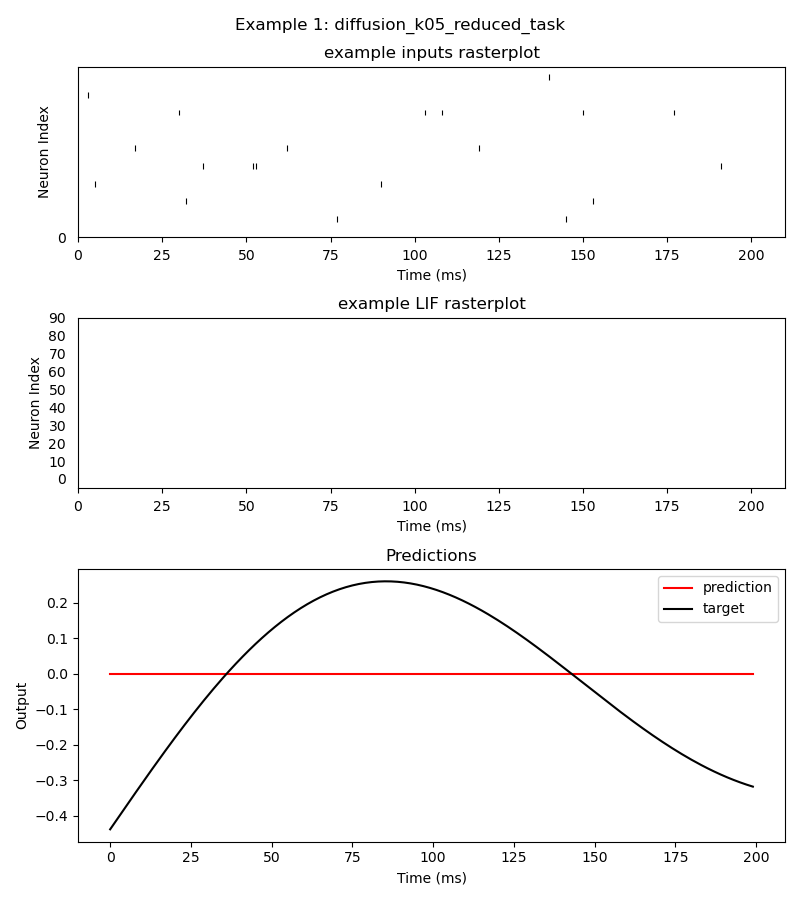 Example 1: diffusion_k05_reduced_task
example inputs rasterplot
Neuron Index
0
0 25 50 75 100 125 150 175 200
Time (ms)
example LIF rasterplot
Neuron Index
90
80
70
60
50
40
30
20
10
0
0 25 50 75 100 125 150 175 200
Time (ms)
Predictions
Output
0.2
0.1
0.0
−0.1
−0.2
−0.3
−0.4
prediction
target
0 25 50 75 100 125 150 175 200
Time (ms)